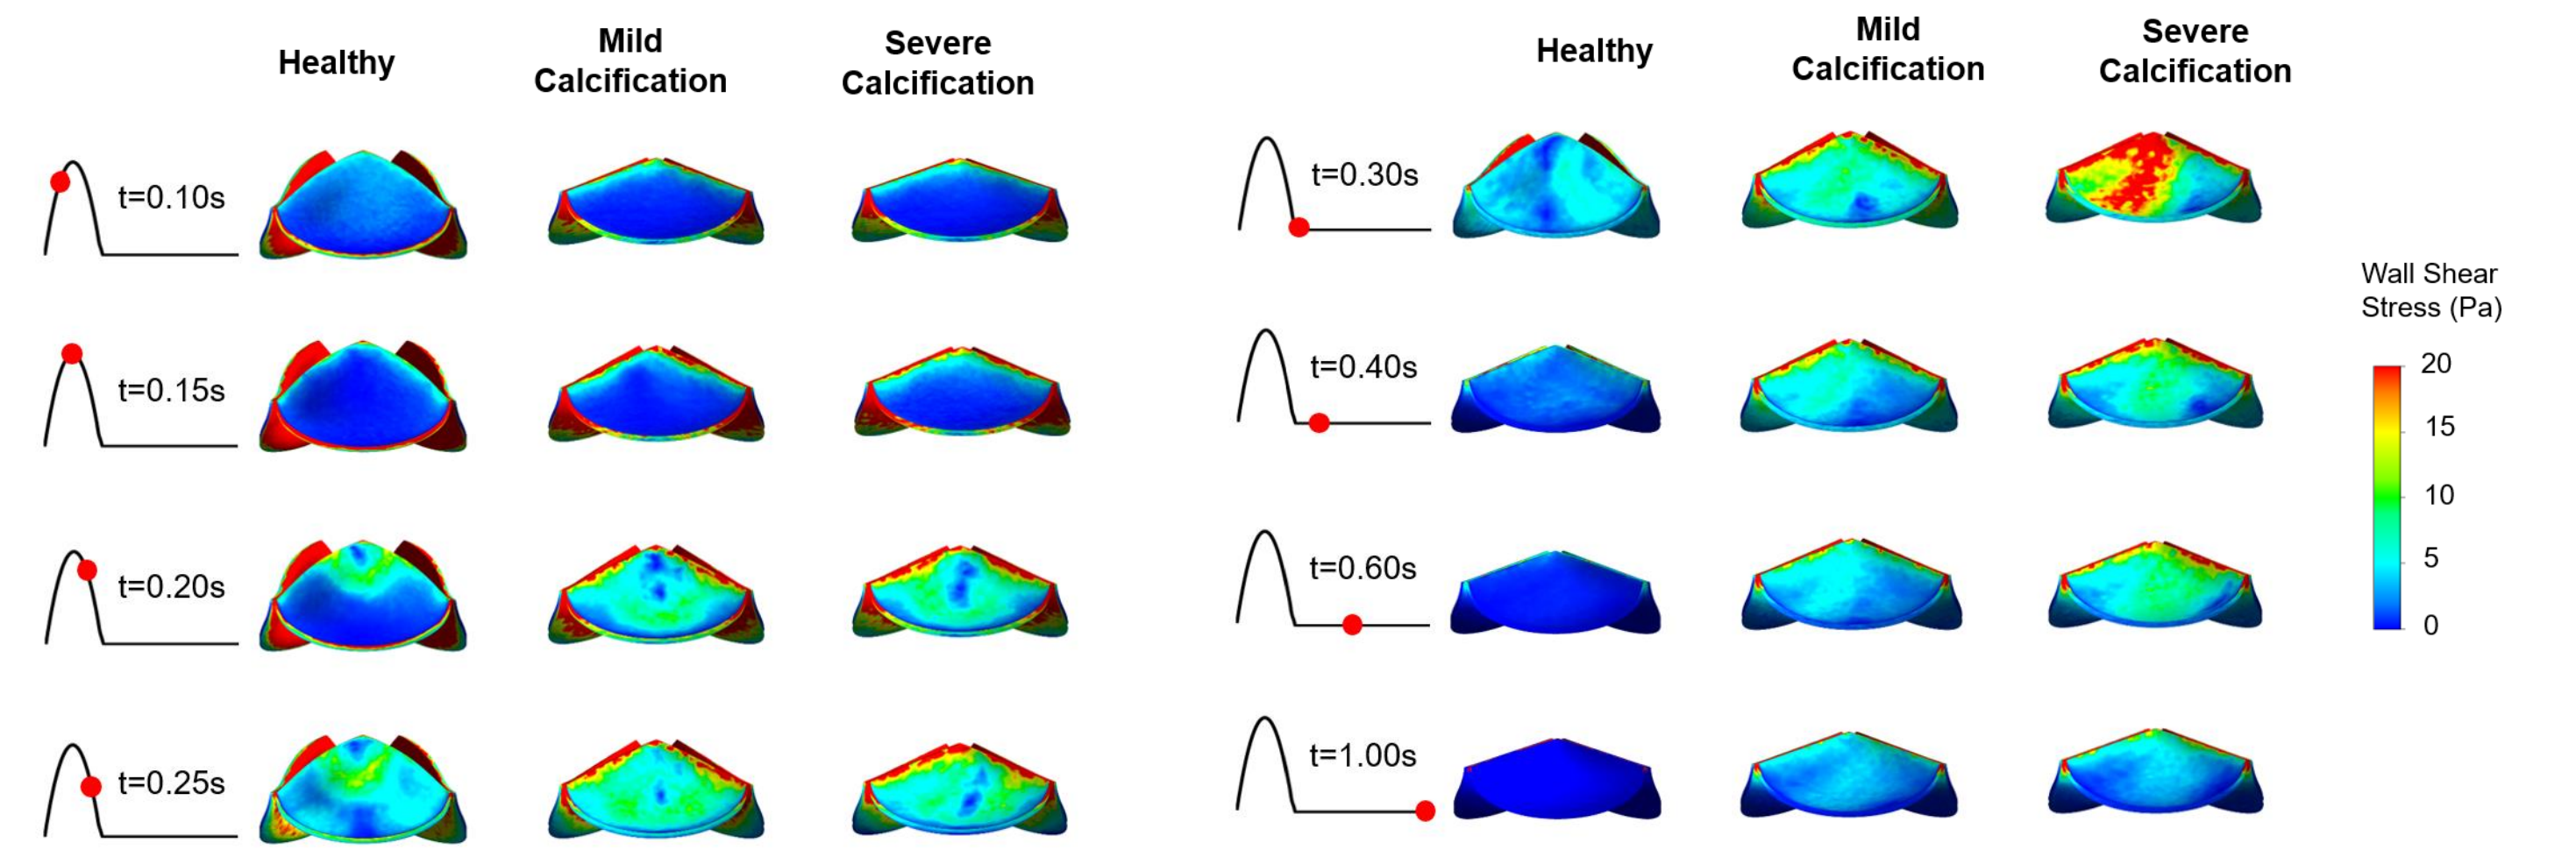 Healthy
Mild
Calcification
Severe
Calcification
t=0.10s
t=0.15s
t=0.20s
t=0.25s
Healthy
Mild
Calcification
Severe
Calcification
t=0.30s
t=0.40s
t=0.60s
t=1.00s
Wall Shear
Stress (Pa)
20
15
10
5
0